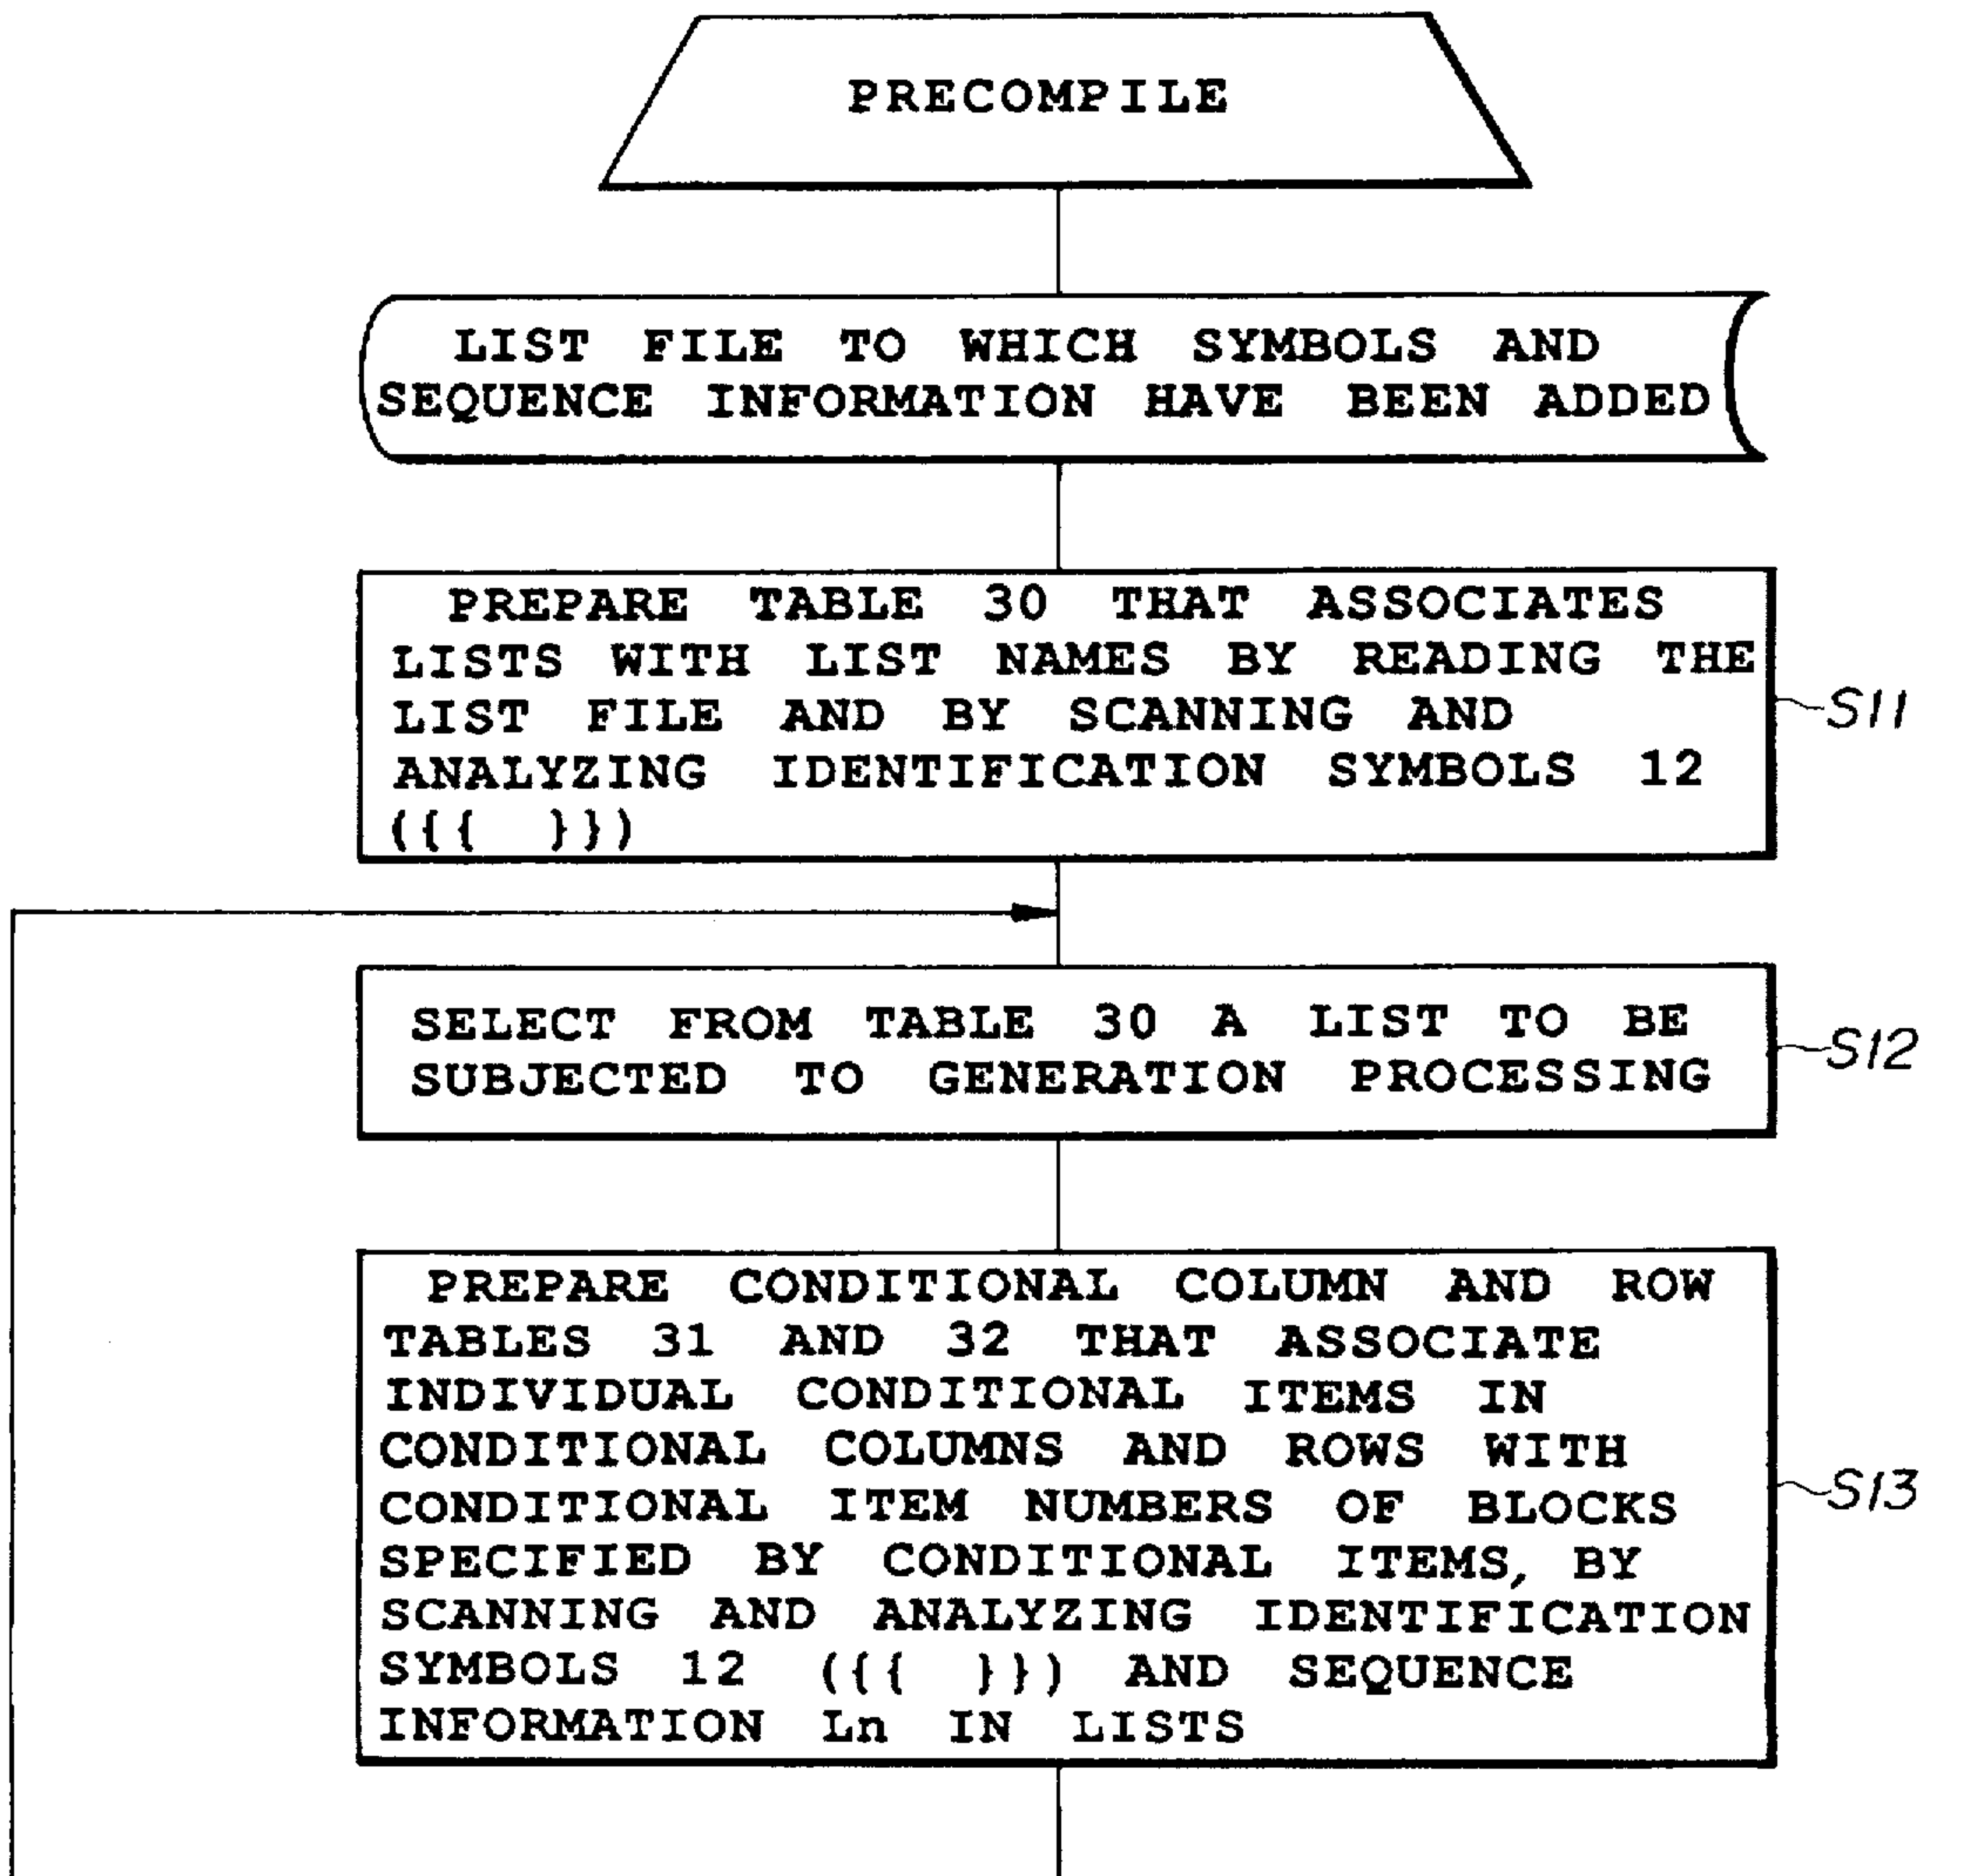 PRECOMPILE
LIST FILE TO WHICH SYMBOLS AND
SEQUENCE INFORMATION HAVE BEEN ADDED
PREPARE TABLE 30 THAT ASSOCIATES
LISTS WITH LIST NAMES BY READING THE
LIST FILE AND BY SCANNING AND
ANALYZING IDENTIFICATION SYMBOLS 12
({{ }})
S11
SELECT FROM TABLE 30 A LIST TO BE
SUBJECTED TO GENERATION PROCESSING
S12
PREPARE CONDITIONAL COLUMN AND ROW
TABLES 31 AND 32 THAT ASSOCIATE
INDIVIDUAL CONDITIONAL ITEMS IN
CONDITIONAL COLUMNS AND ROWS WITH
CONDITIONAL ITEM NUMBERS OF BLOCKS
SPECIFIED BY CONDITIONAL ITEMS, BY
SCANNING AND ANALYZING IDENTIFICATION
SYMBOLS 12 ({{ }}) AND SEQUENCE
INFORMATION Ln IN LISTS
S13